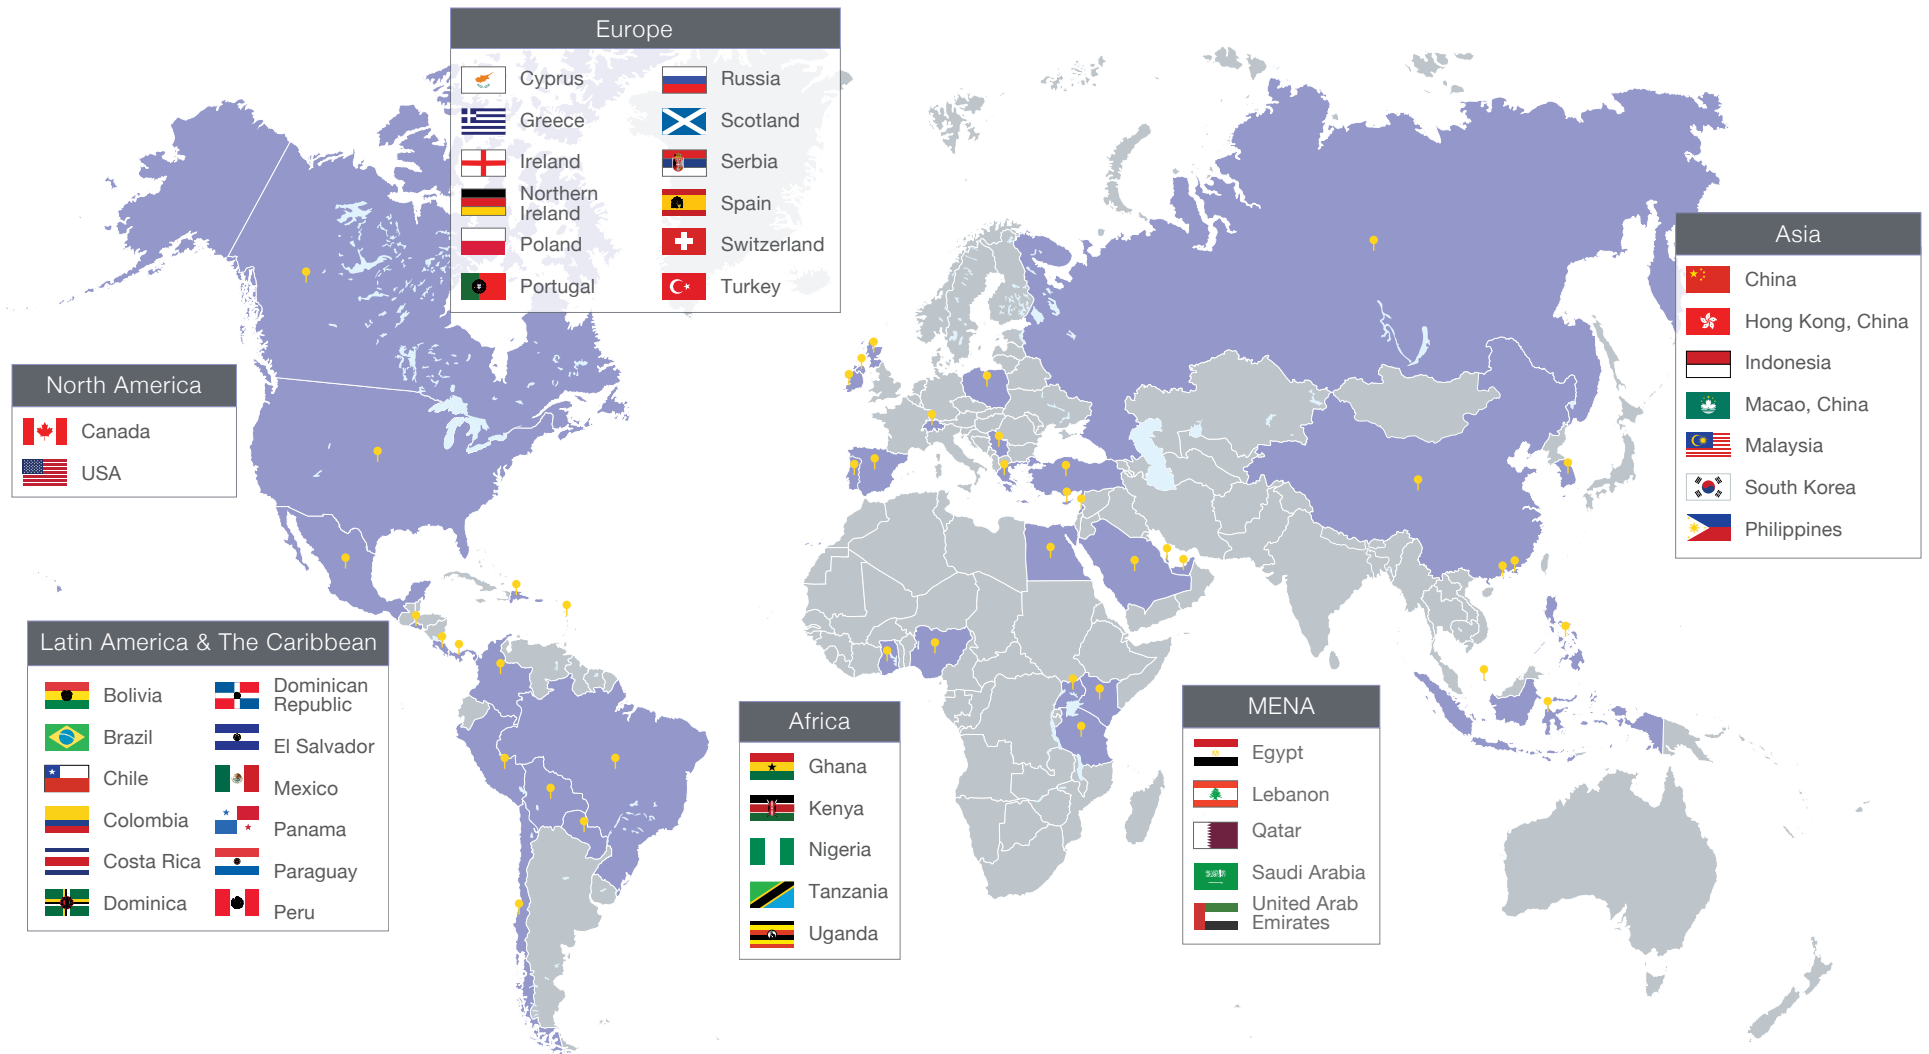 Europe
Cyprus
Greece
Ireland
Northern
Ireland
Poland
Portugal
Russia
Scotland
Serbia
Spain
Switzerland
Turkey
North America
Canada
USA
Asia
China
Hong Kong, China
Indonesia
Macao, China
Malaysia
South Korea
Philippines
Latin America & The Caribbean
Bolivia
Brazil
Chile
Colombia
Costa Rica
Dominica
Dominican
Republic
El Salvador
Mexico
Panama
Paraguay
Peru
Africa
Ghana
Kenya
Nigeria
Tanzania
Uganda
MENA
Egypt
Lebanon
Qatar
Saudi Arabia
United Arab
Emirates